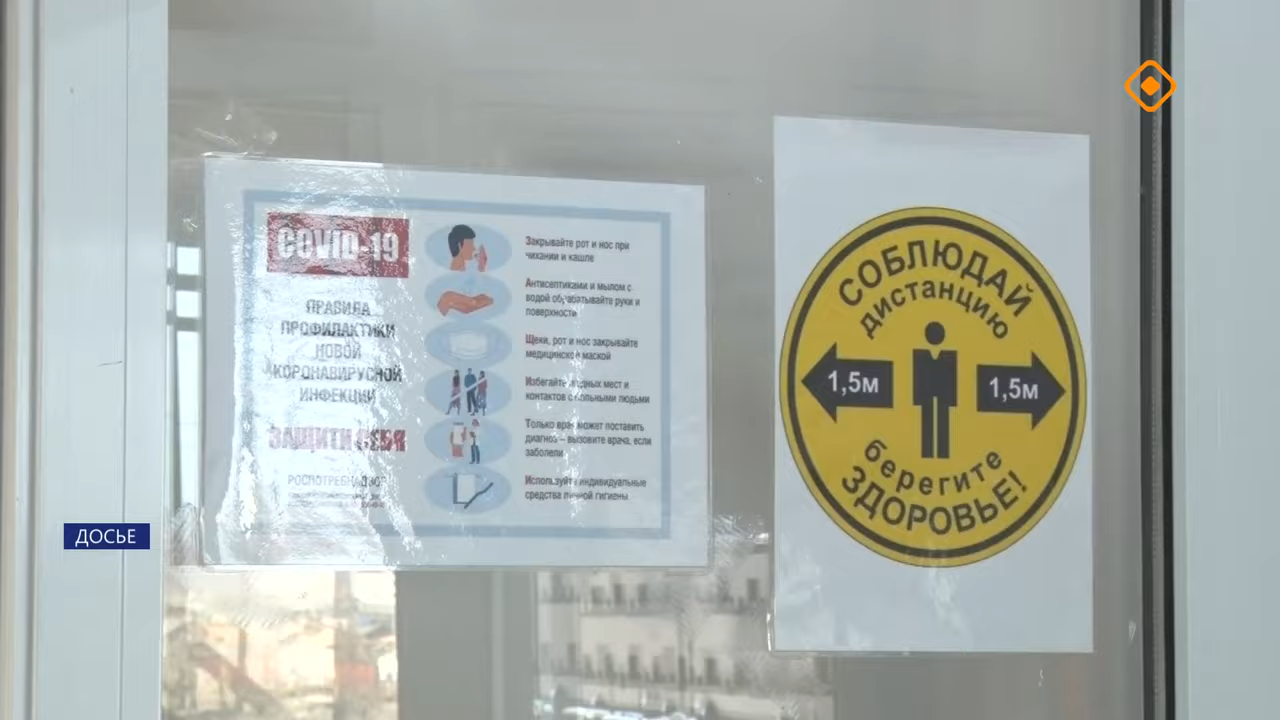 COVID-19
ПРАВИЛА
ПРОФИЛАКТИКИ
НОВОЙ
КОРОНАВИРУСНОЙ
ИНФЕКЦИИ
ЗАЩИТИ СЕБЯ
РОСПОТРЕБНАДЗОР
Закрывайте рот и нос при
чихании и кашле
Антисептиками и мылом с
водой обрабатывайте руки и
поверхности
Щеки, рот и нос закрывайте
медицинской маской
Избегайте людных мест и
контактов с больными людьми
Только врач может поставить
диагноз – вызовите врача, если
заболели
Используйте индивидуальные
средства личной гигиены
СОБЛЮДАЙ
дистанцию
1,5м
1,5м
берегите
ЗДОРОВЬЕ!
ДОСЬЕ